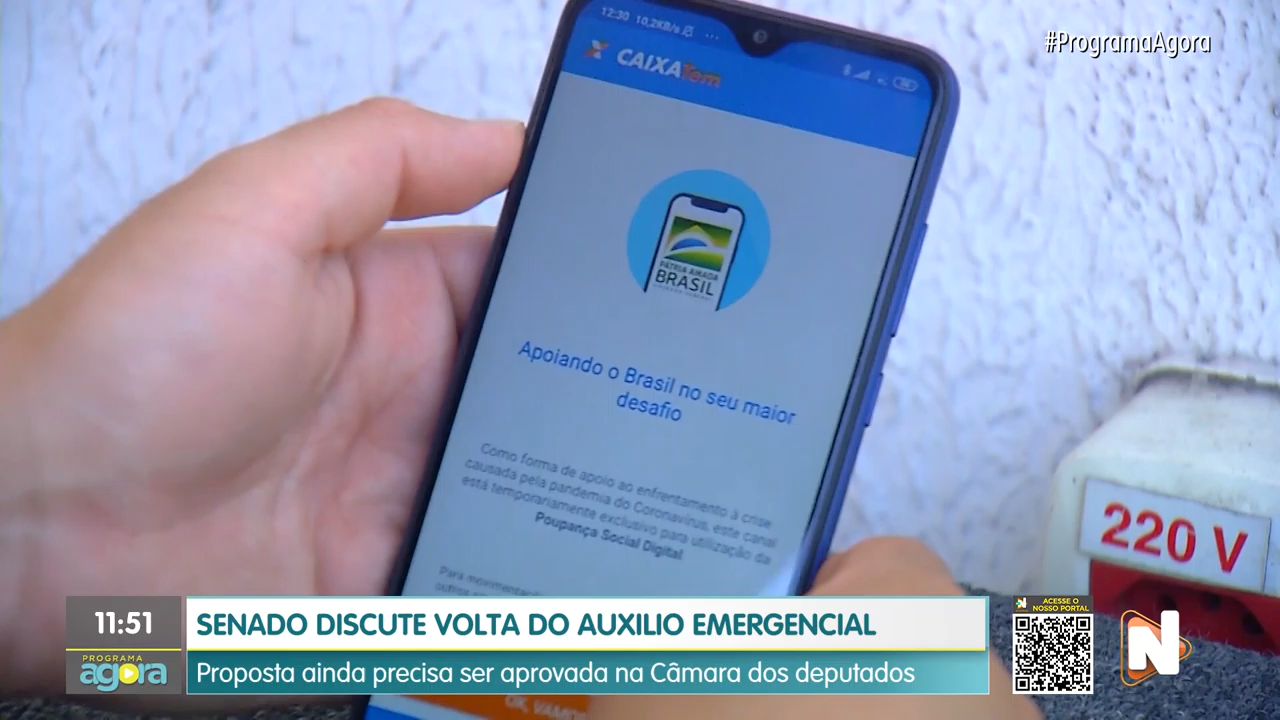 #ProgramaAgora
12:30 10,2KB/s
CAIXATem
PÁTRIA AMADA
BRASIL
Apoiando o Brasil no seu maior
desafio
Como forma de apoio ao enfrentamento à crise
causada pela pandemia do Coronavírus, este canal
está temporariamente exclusivo para utilização da
Poupança Social Digital
220 V
11:51
PROGRAMA
agora
SENADO DISCUTE VOLTA DO AUXILIO EMERGENCIAL
Proposta ainda precisa ser aprovada na Câmara dos deputados
ACESSE O
NOSSO PORTAL
N